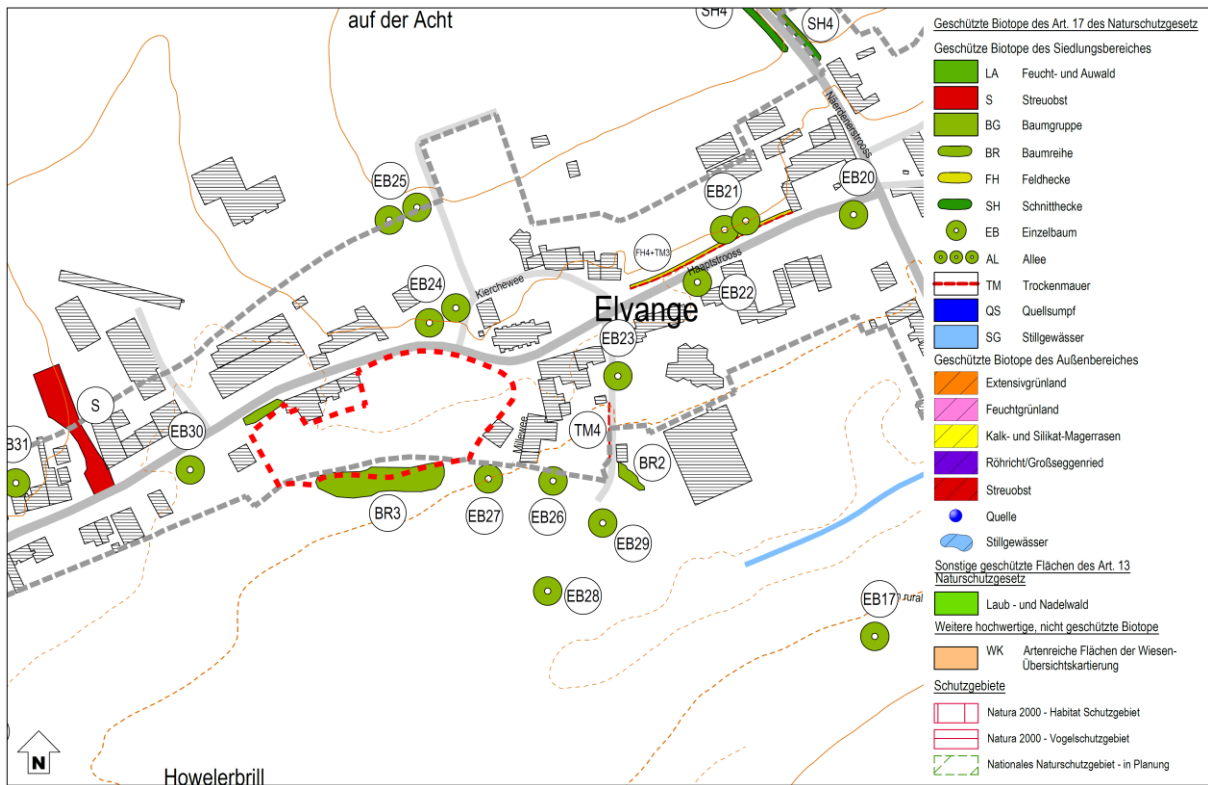 auf der Acht
SH4
SH4
Naerdenerstrooss
EB25
EB21
EB20
FH4+TM3
Haaptstrooss
EB24
Kierchewee
EB22
Elvange
EB23
S
B31
EB30
Millewee
TM4
BR2
BR3
EB27
EB26
EB29
EB28
EB17
rural
N
Howelerbrill
Geschützte Biotope des Art. 17 des Naturschutzgesetz
Geschütze Biotope des Siedlungsbereiches
LA Feucht- und Auwald
S Streuobst
BG Baumgruppe
BR Baumreihe
FH Feldhecke
SH Schnitthecke
EB Einzelbaum
AL Allee
TM Trockenmauer
QS Quellsumpf
SG Stillgewässer
Geschützte Biotope des Außenbereiches
Extensivgrünland
Feuchtgrünland
Kalk- und Silikat-Magerrasen
Röhricht/Großseggenried
Streuobst
Quelle
Stillgewässer
Sonstige geschützte Flächen des Art. 13
Naturschutzgesetz
Laub - und Nadelwald
Weitere hochwertige, nicht geschützte Biotope
WK Artenreiche Flächen der Wiesen-
Übersichtskartierung
Schutzgebiete
Natura 2000 - Habitat Schutzgebiet
Natura 2000 - Vogelschutzgebiet
Nationales Naturschutzgebiet - in Planung